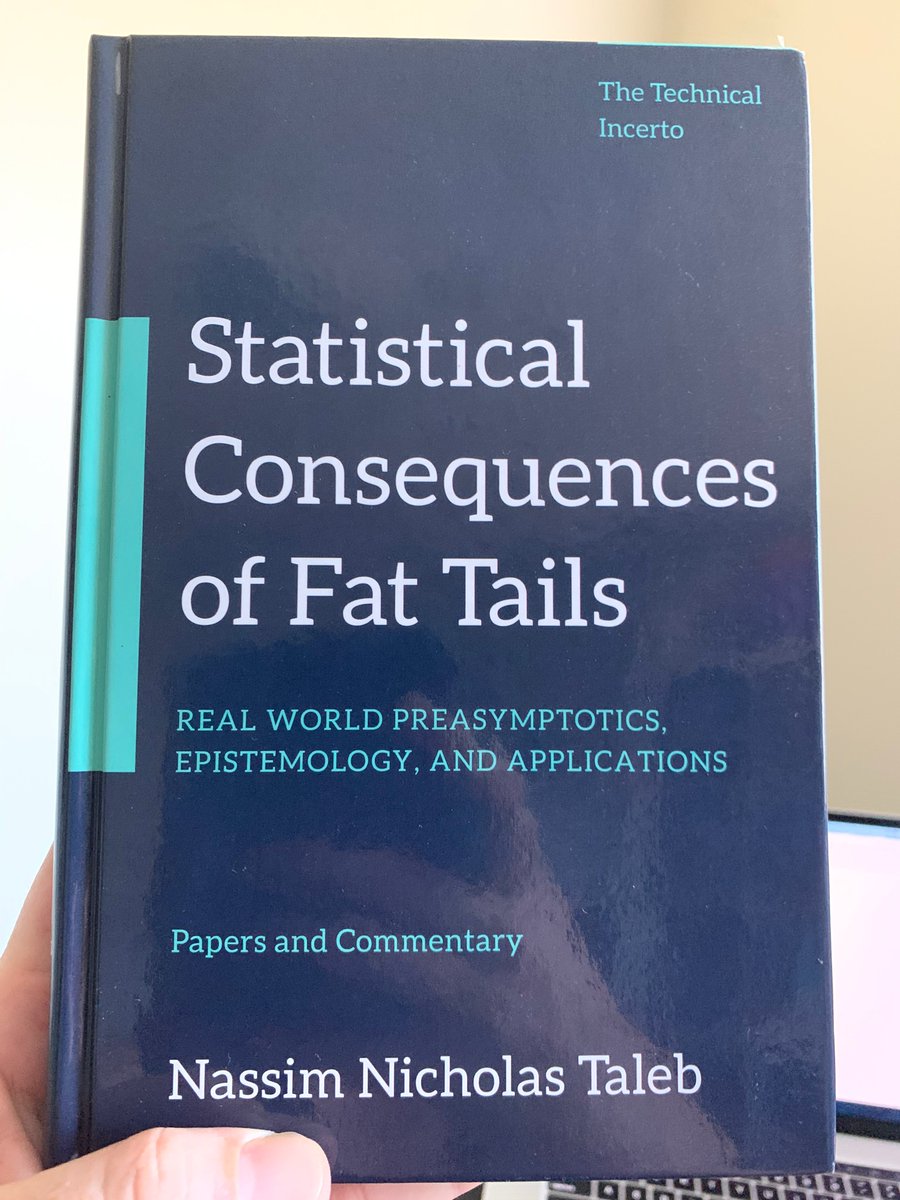 The Technical
Incerto
Statistical
Consequences
of Fat Tails
REAL WORLD PREASYMPTOTICS,
EPISTEMOLOGY, AND APPLICATIONS
Papers and Commentary
Nassim Nicholas Taleb